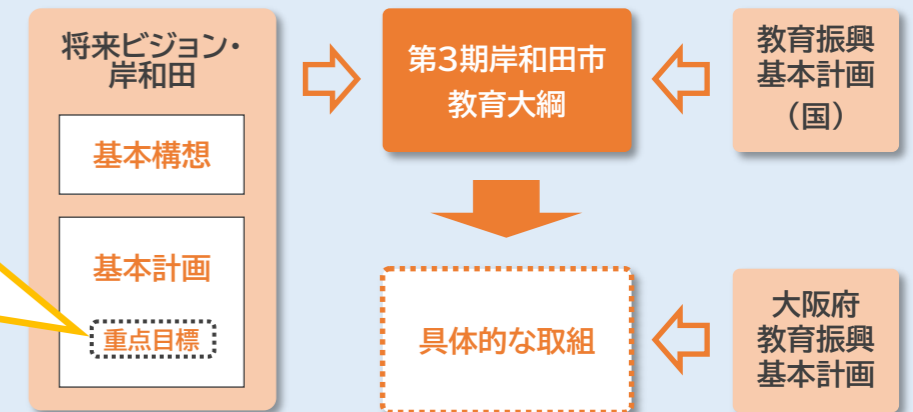 将来ビジョン・
岸和田
基本構想
基本計画
重点目標
第3期岸和田市
教育大綱
具体的な取組
教育振興
基本計画
（国）
大阪府
教育振興
基本計画